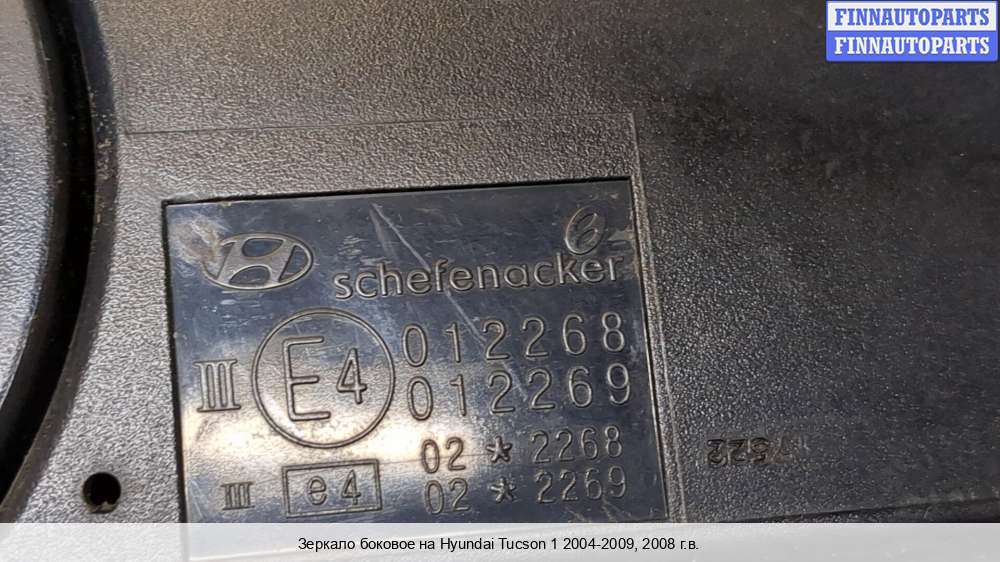 FINNAUTOPARTS
FINNAUTOPARTS
schefenacker
III E4 012268
012269
02 * 2268
III e4 02 * 2269
Зеркало боковое на Hyundai Tucson 1 2004-2009, 2008 г.в.